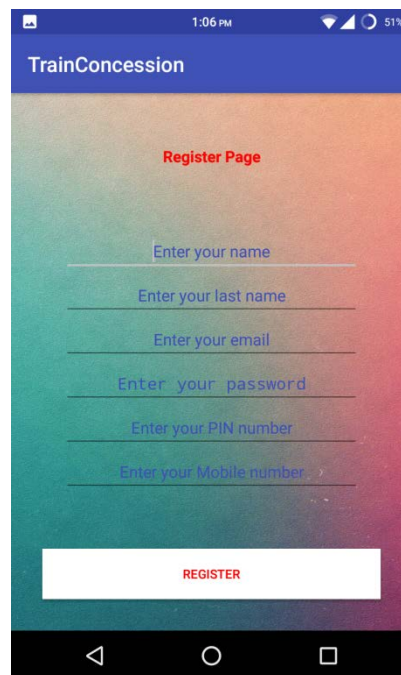 1:06 PM 51%
TrainConcession
Register Page
Enter your name
Enter your last name
Enter your email
Enter your password
Enter your PIN number
Enter your Mobile number
REGISTER